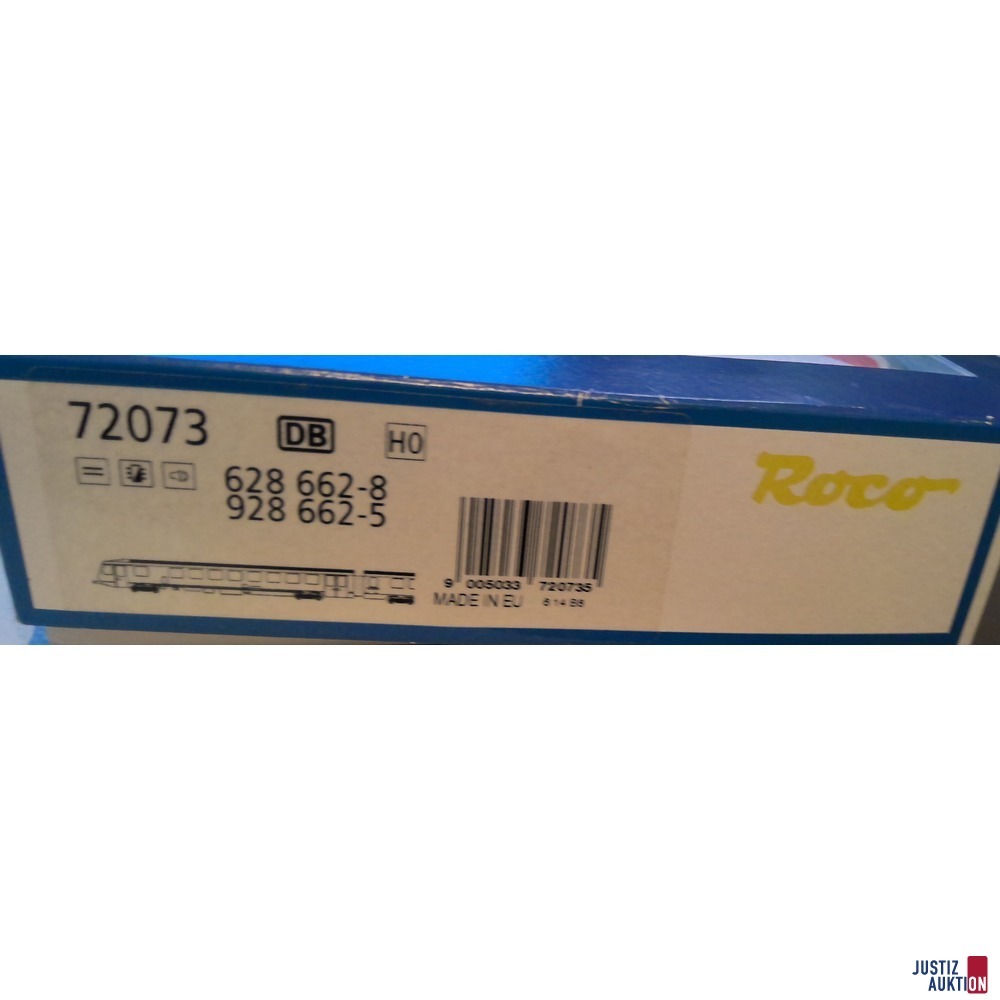 72073
DB
H0
628 662-8
928 662-5
Roco
9 005033 720735
MADE IN EU
JUSTIZ
AUKTION